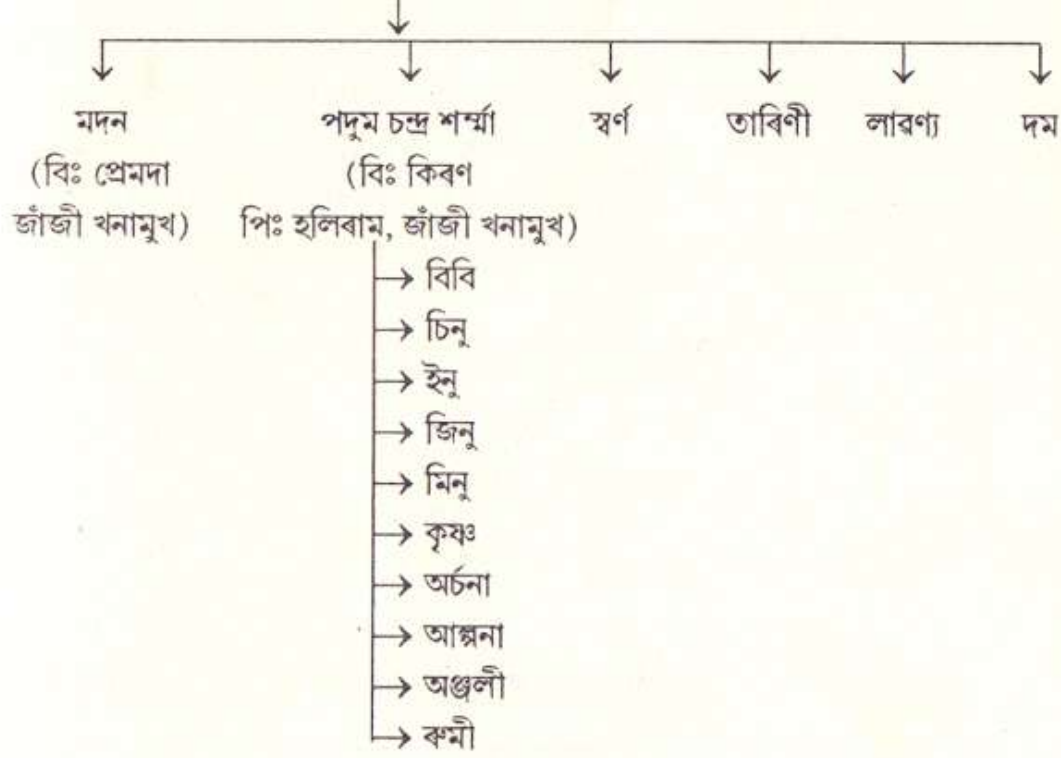 মদন পদুম চন্দ্ৰ শৰ্ম্মা স্বৰ্ণ তাৰিণী লাৱণ্য দম
(বিঃ প্ৰেমদা (বিঃ কিৰণ
জাঁজী খনামুখ) পিঃ হলিৰাম, জাঁজী খনামুখ)
বিবি
চিনু
ইনু
জিনু
মিনু
কৃষ্ণ
অৰ্চনা
আল্পনা
অঞ্জলী
ৰুমী